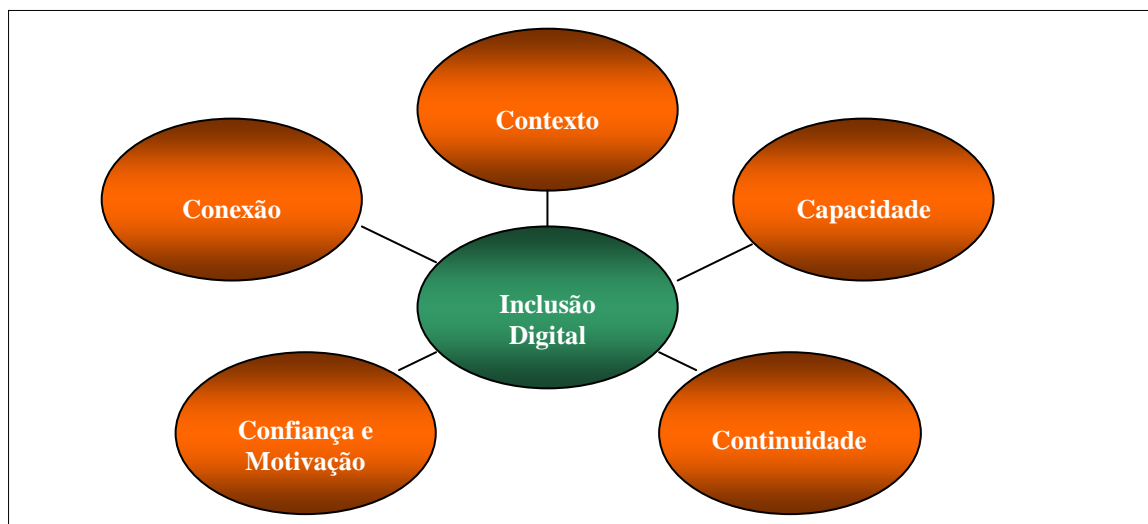 Contexto
Conexão
Capacidade
Inclusão
Digital
Confiança e
Motivação
Continuidade